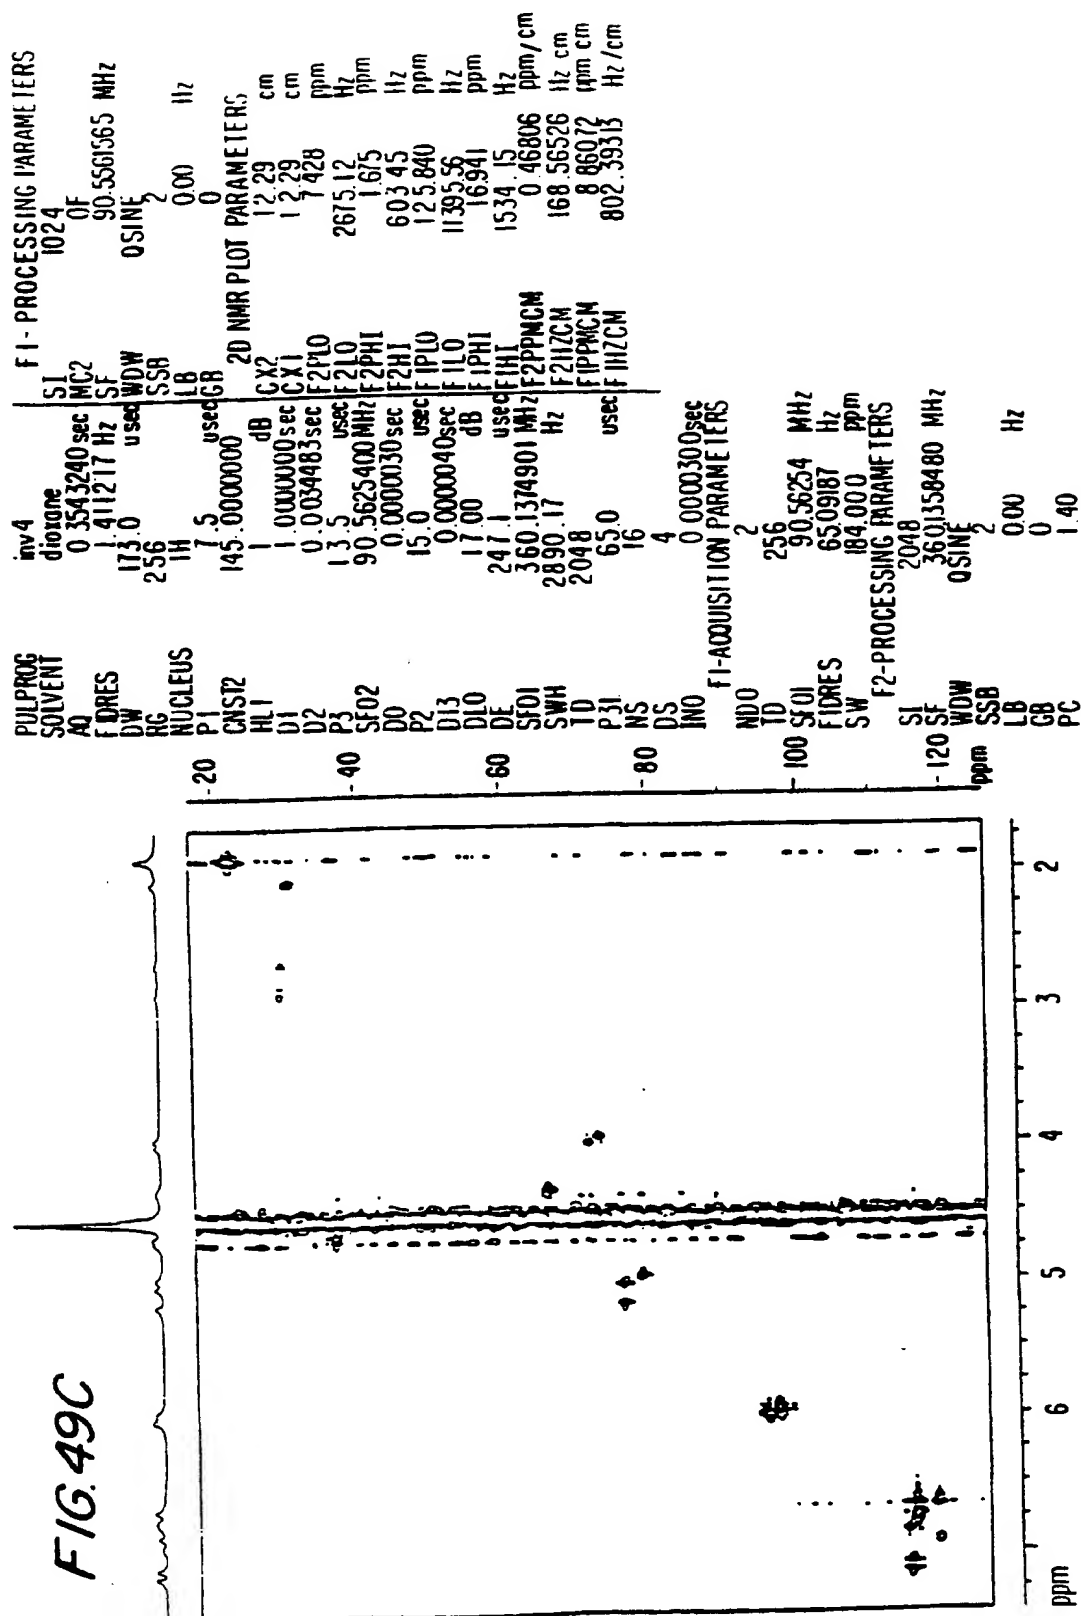 FIG. 49C
PULPROG inv4
SOLVENT dioxane
AQ 0.3543240 sec
FIDRES 1.4112.17 Hz
DW 173.0 usec
RG 256
NUCLEUS 1H
P1 7.5 usec
CNST2 145.0000000
HL1 1 dB
D1 1.0000000 sec
D2 0.0034483 sec
P3 13.5 usec
SFO2 90.5625400 MHz
DO 0.0000030 sec
P2 15.0 usec
D13 0.0000040 sec
DLO 17.00 dB
DE 247.1 usec
SFO1 360.1374901 MHz
SWH 2890.17 Hz
TD 2048
P31 65.0 usec
NS 16
DS 4
INO 0.0000300 sec
F1-ACQUISITION PARAMETERS
NDO 2
TD 256
SFO1 90.56254 MHz
FIDRES 65.09187 Hz
SW 184.000 ppm
F2-PROCESSING PARAMETERS
SI 2048
SF 360.1358480 MHz
WDW QSINE
SSB 2
LB 0.00 Hz
GB 0
PC 1.40
F1-PROCESSING PARAMETERS
SI 1024
MC2 QF
SF 90.5561565 MHz
WDW QSINE
SSB 2
LB 0.00 Hz
GB 0
2D NMR PLOT PARAMETERS
CX2 12.29 cm
CX1 12.29 cm
F2PLO 7.428 ppm
F2LO 2675.12 Hz
F2PHI 1.675 ppm
F2HI 603.45 Hz
F1PLO 125.840 ppm
F1LO 11395.56 Hz
F1PHI 16.941 ppm
F1HI 1534.15 Hz
F2PPMCM 0.46806 ppm/cm
F2HZCM 168.56526 Hz cm
F1PPMCM 8.86072 ppm cm
F1HZCM 802.39313 Hz/cm
20
40
60
80
100
120
ppm
ppm
6
5
4
3
2